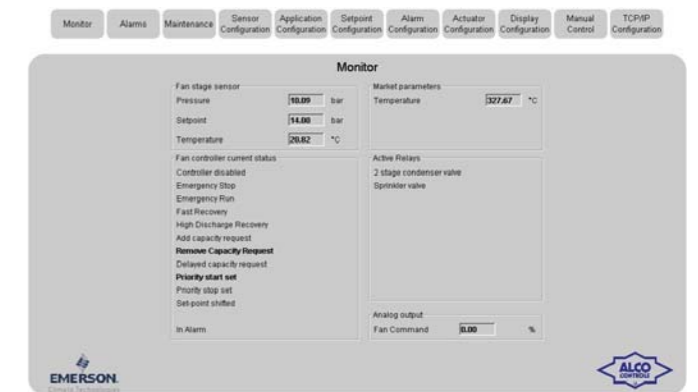 Monitor
Alarms
Maintenance
Sensor Configuration
Application Configuration
Setpoint Configuration
Alarm Configuration
Actuator Configuration
Display Configuration
Manual Control
TCP/IP Configuration
Monitor
Fan stage sensor
Pressure 10.09 bar
Setpoint 14.00 bar
Temperature 20.82 °C
Market parameters
Temperature 327.67 °C
Fan controller current status
Controller disabled
Emergency Stop
Emergency Run
Fast Recovery
High Discharge Recovery
Add capacity request
Remove Capacity Request
Delayed capacity request
Priority start set
Priority stop set
Set-point shifted
In Alarm
Active Relays
2 stage condenser valve
Sprinkler valve
Analog output
Fan Command 0.00 %
EMERSON
Climate Technologies
ALCO
CONTROLS